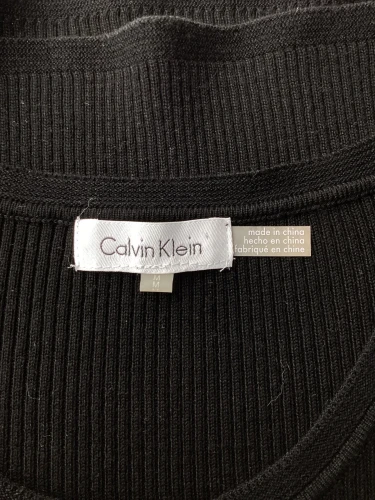 Calvin Klein
made in china
hecho en china
fabriqué en chine
M
M